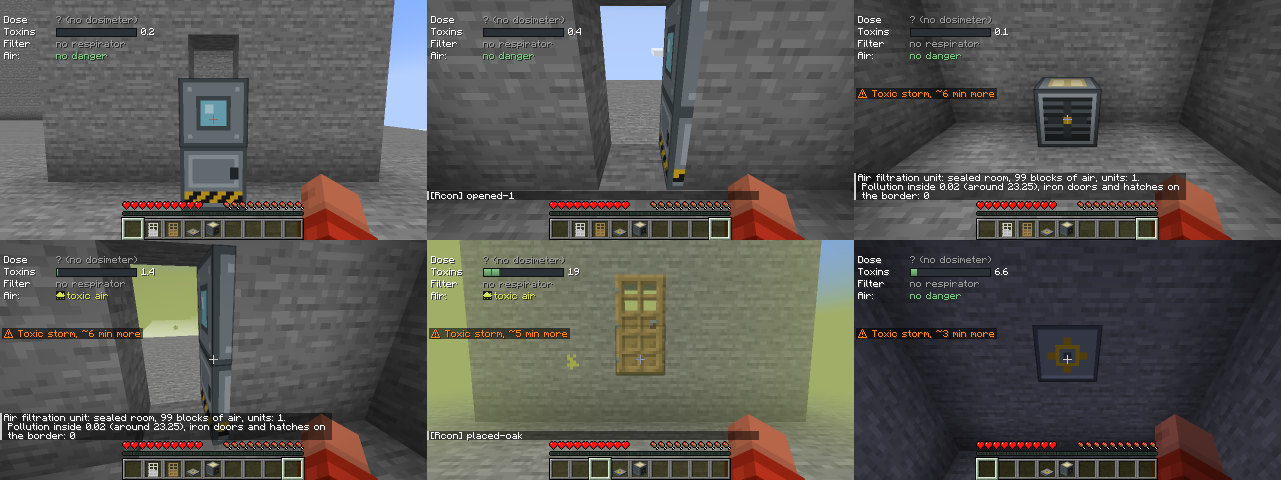 Dose ? (no dosimeter)
Toxins 0.2
Filter no respirator
Air: no danger
Dose ? (no dosimeter)
Toxins 0.4
Filter no respirator
Air: no danger
[Rcon] opened-1
Dose ? (no dosimeter)
Toxins 0.1
Filter no respirator
Air: no danger
⚠ Toxic storm, ~6 min more
Air filtration unit: sealed room, 99 blocks of air, units: 1.
Pollution inside 0.02 (around 23.25), iron doors and hatches on
the border: 0
Dose ? (no dosimeter)
Toxins 1.4
Filter no respirator
Air: toxic air
⚠ Toxic storm, ~6 min more
Air filtration unit: sealed room, 99 blocks of air, units: 1.
Pollution inside 0.02 (around 23.25), iron doors and hatches on
the border: 0
Dose ? (no dosimeter)
Toxins 19
Filter no respirator
Air: toxic air
⚠ Toxic storm, ~5 min more
[Rcon] placed-oak
Dose ? (no dosimeter)
Toxins 6.6
Filter no respirator
Air: no danger
⚠ Toxic storm, ~3 min more